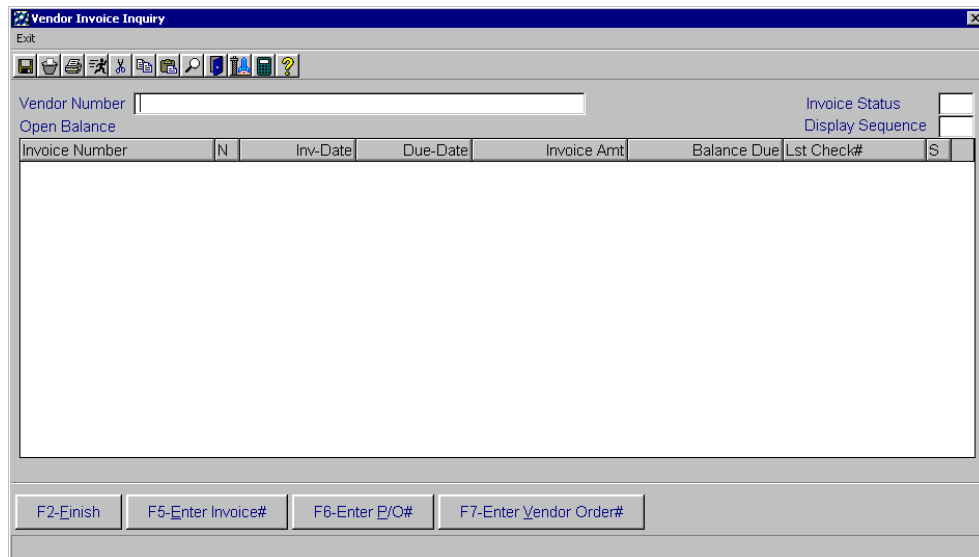 Vendor Invoice Inquiry
Exit
Vendor Number Invoice Status
Open Balance Display Sequence
Invoice Number N Inv-Date Due-Date Invoice Amt Balance Due Lst Check# S
F2-Finish F5-Enter Invoice# F6-Enter P/O# F7-Enter Vendor Order#